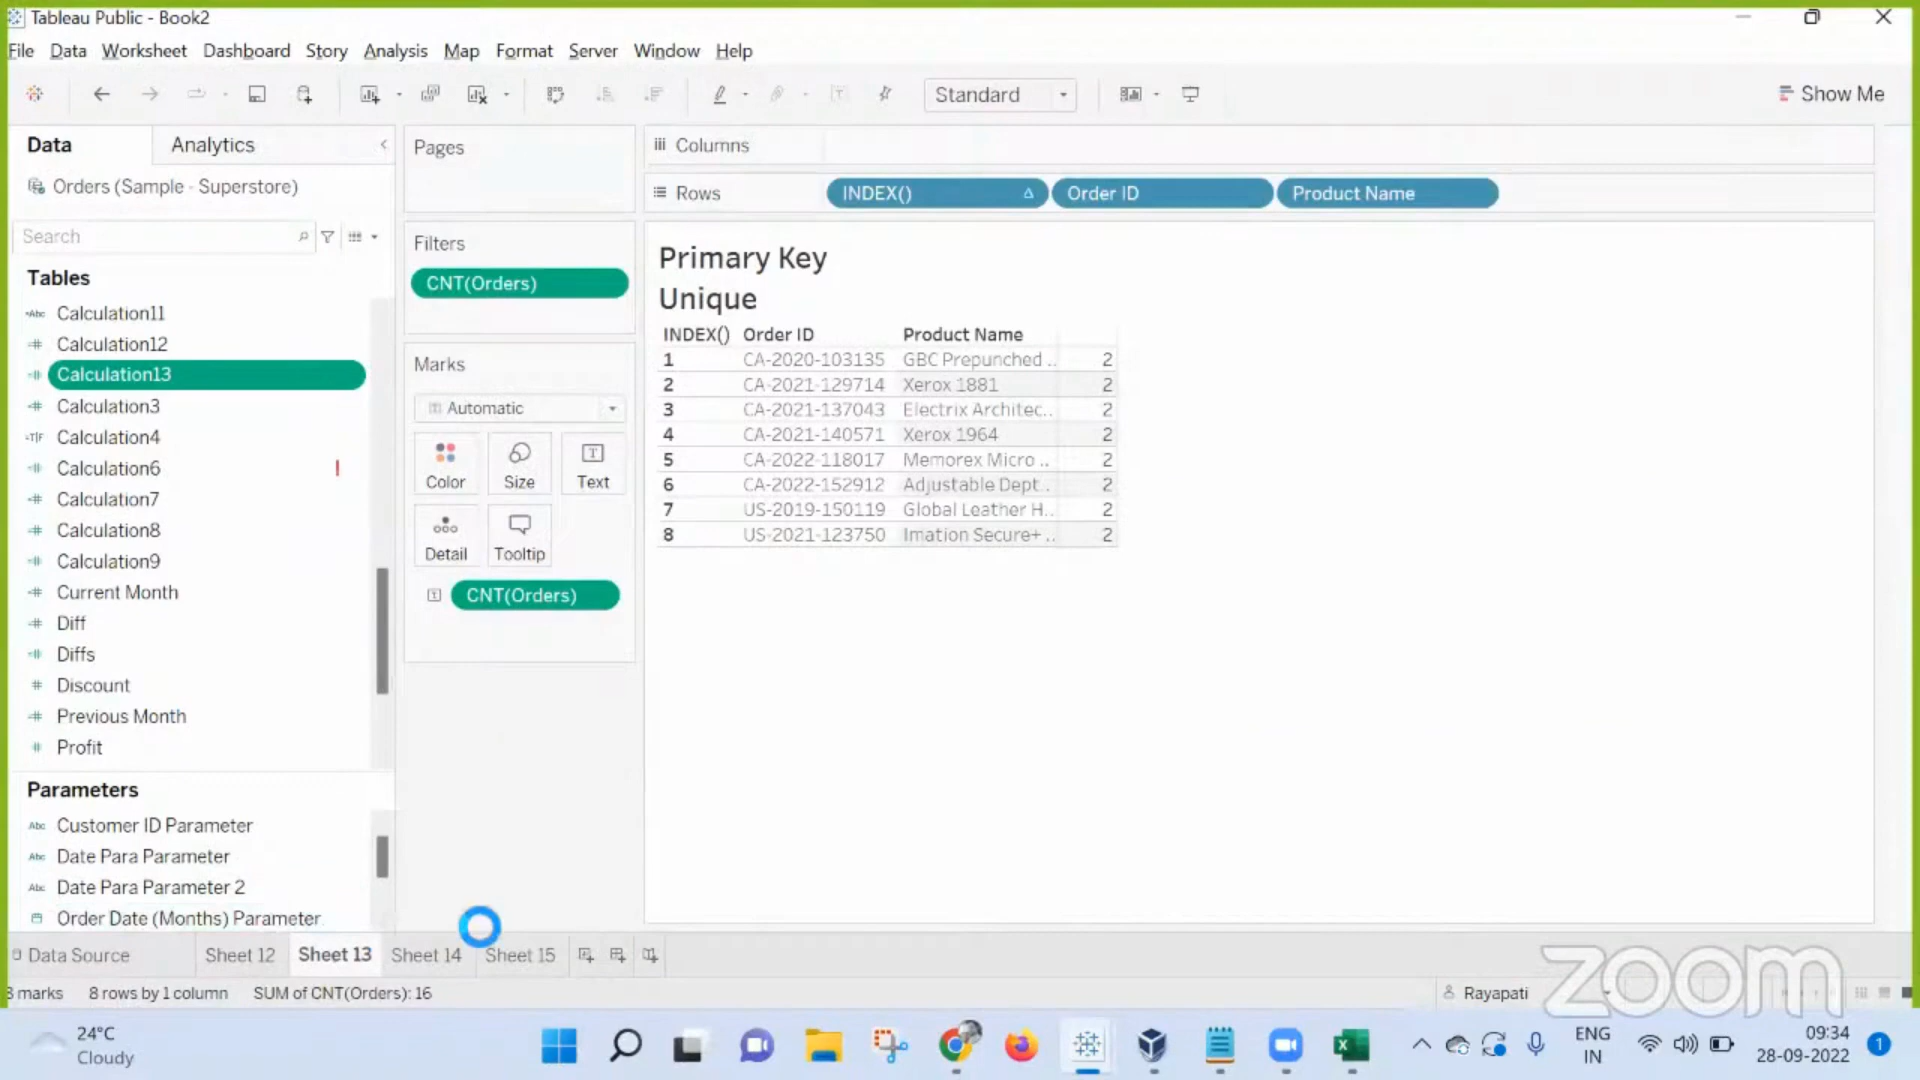 Tableau Public - Book2
File Data Worksheet Dashboard Story Analysis Map Format Server Window Help
Standard
Show Me
Data Analytics
Orders (Sample - Superstore)
Search
Tables
Calculation11
Calculation12
Calculation13
Calculation3
Calculation4
Calculation6
Calculation7
Calculation8
Calculation9
Current Month
Diff
Diffs
Discount
Previous Month
Profit
Parameters
Customer ID Parameter
Date Para Parameter
Date Para Parameter 2
Order Date (Months) Parameter
Pages
Filters
CNT(Orders)
Marks
Automatic
Color Size Text
Detail Tooltip
CNT(Orders)
Columns
Rows INDEX() Order ID Product Name
Primary Key
Unique
INDEX() Order ID Product Name
1 CA-2020-103135 GBC Prepunched .. 2
2 CA-2021-129714 Xerox 1881 2
3 CA-2021-137043 Electrix Architec.. 2
4 CA-2021-140571 Xerox 1964 2
5 CA-2022-118017 Memorex Micro .. 2
6 CA-2022-152912 Adjustable Dept.. 2
7 US-2019-150119 Global Leather H.. 2
8 US-2021-123750 Imation Secure+ .. 2
Data Source Sheet 12 Sheet 13 Sheet 14 Sheet 15
marks 8 rows by 1 column SUM of CNT(Orders): 16
Rayapati
zoom
24°C
Cloudy
ENG
IN
09:34
28-09-2022
1